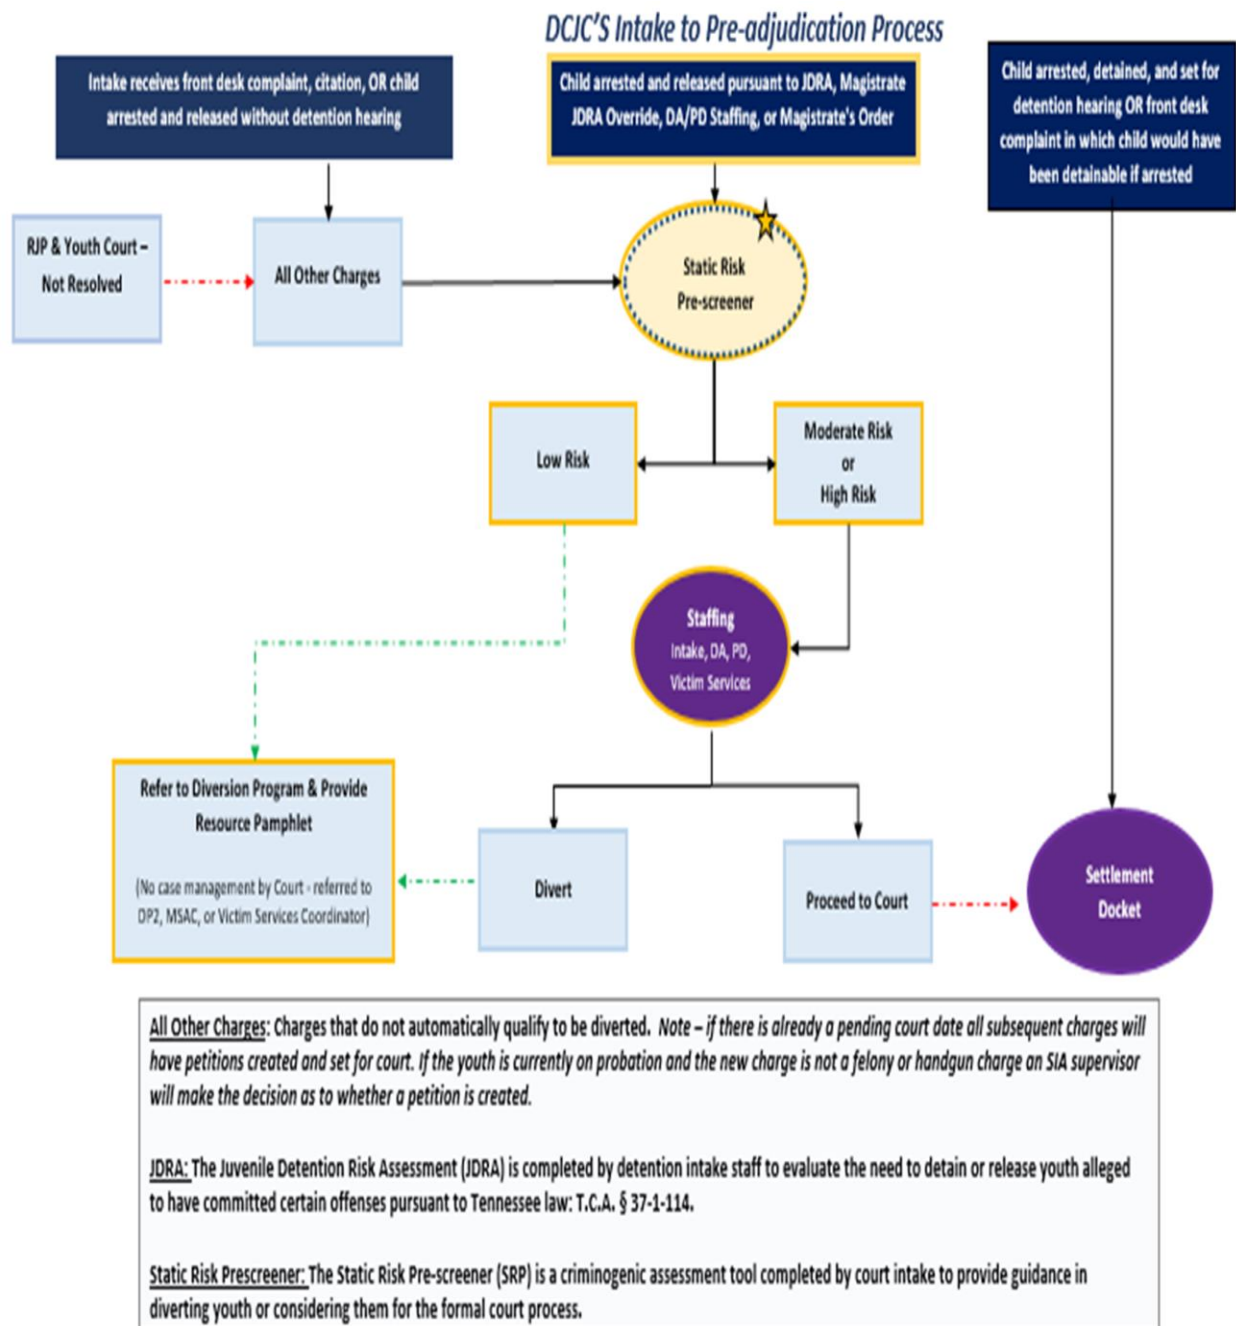 DCJC'S Intake to Pre-adjudication Process
Intake receives front desk complaint, citation, OR child
arrested and released without detention hearing
Child arrested and released pursuant to JDRA, Magistrate
JDRA Override, DA/PD Staffing, or Magistrate's Order
Child arrested, detained, and set for
detention hearing OR front desk
complaint in which child would have
been detainable if arrested
RJP & Youth Court –
Not Resolved
All Other Charges
Static Risk
Pre-screener
Low Risk
Moderate Risk
or
High Risk
Staffing
Intake, DA, PD,
Victim Services
Refer to Diversion Program & Provide
Resource Pamphlet
(No case management by Court - referred to
DP2, MSAC, or Victim Services Coordinator)
Divert
Proceed to Court
Settlement
Docket
All Other Charges: Charges that do not automatically qualify to be diverted. Note – if there is already a pending court date all subsequent charges will
have petitions created and set for court. If the youth is currently on probation and the new charge is not a felony or handgun charge an SIA supervisor
will make the decision as to whether a petition is created.
JDRA: The Juvenile Detention Risk Assessment (JDRA) is completed by detention intake staff to evaluate the need to detain or release youth alleged
to have committed certain offenses pursuant to Tennessee law: T.C.A. § 37-1-114.
Static Risk Prescreener: The Static Risk Pre-screener (SRP) is a criminogenic assessment tool completed by court intake to provide guidance in
diverting youth or considering them for the formal court process.